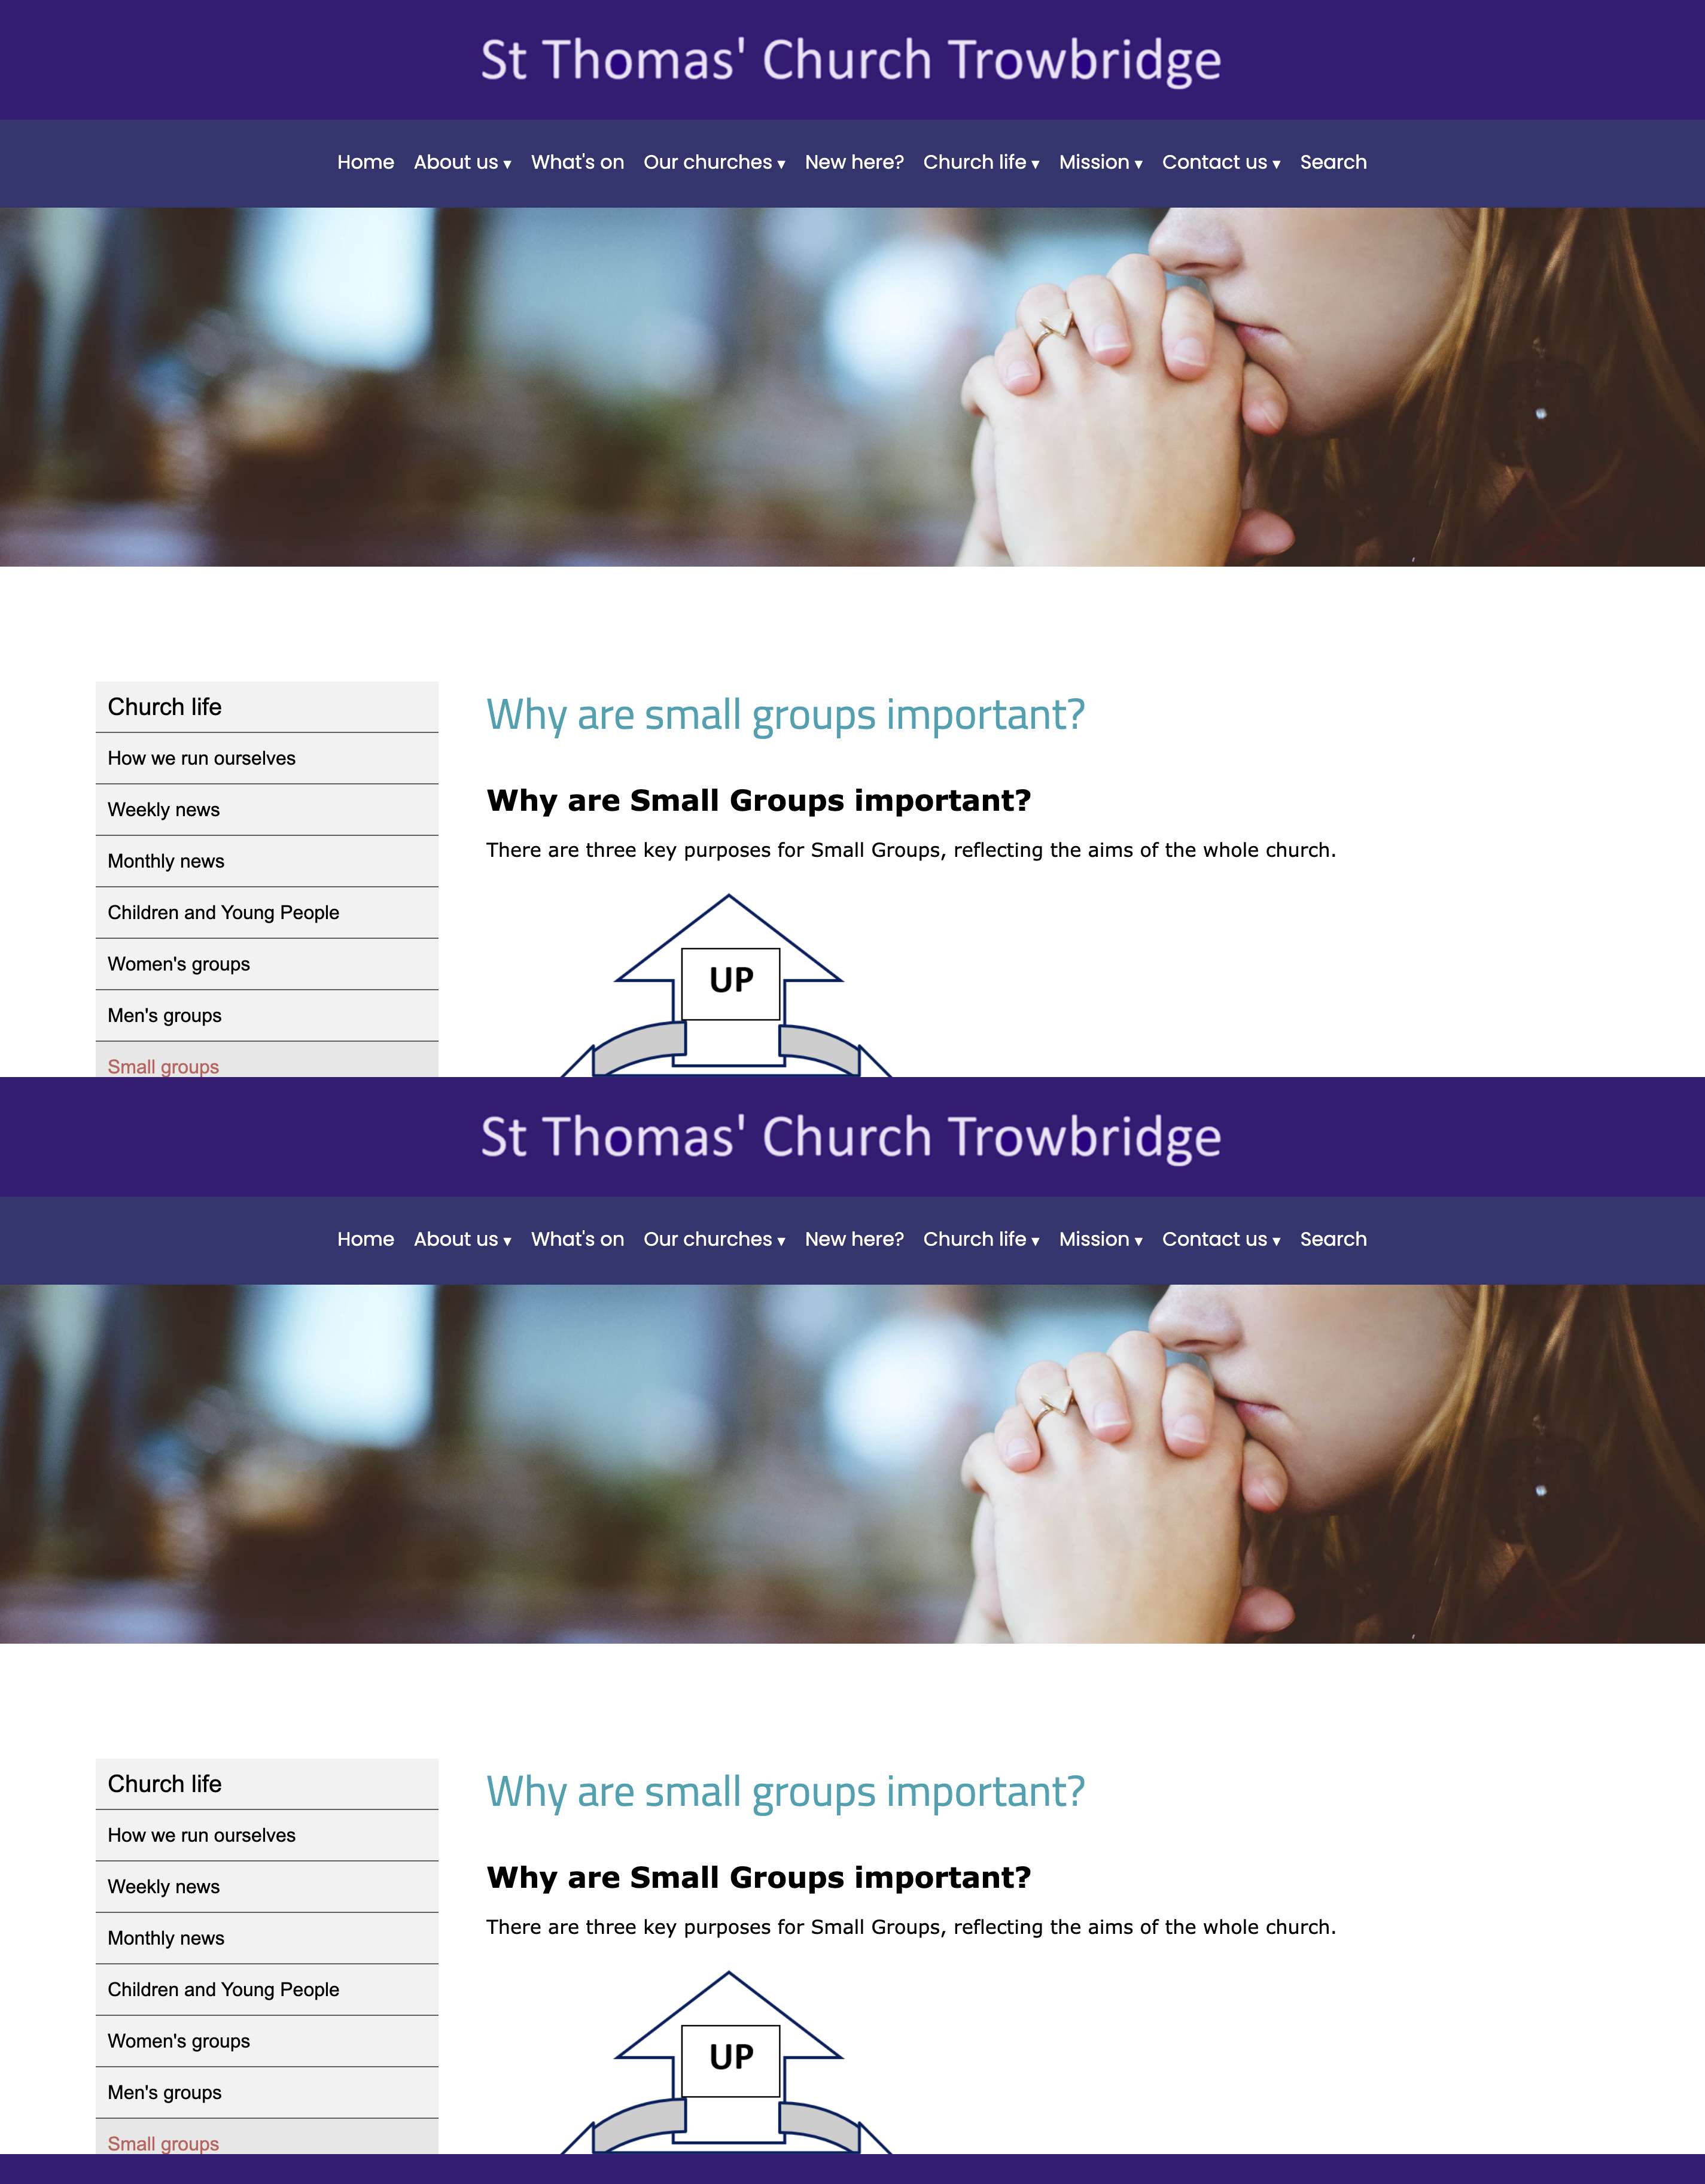 St Thomas' Church Trowbridge
Home About us ▾ What's on Our churches ▾ New here? Church life ▾ Mission ▾ Contact us ▾ Search
Church life
How we run ourselves
Weekly news
Monthly news
Children and Young People
Women's groups
Men's groups
Small groups
Why are small groups important?
Why are Small Groups important?
There are three key purposes for Small Groups, reflecting the aims of the whole church.
UP
St Thomas' Church Trowbridge
Home About us ▾ What's on Our churches ▾ New here? Church life ▾ Mission ▾ Contact us ▾ Search
Church life
How we run ourselves
Weekly news
Monthly news
Children and Young People
Women's groups
Men's groups
Small groups
Why are small groups important?
Why are Small Groups important?
There are three key purposes for Small Groups, reflecting the aims of the whole church.
UP